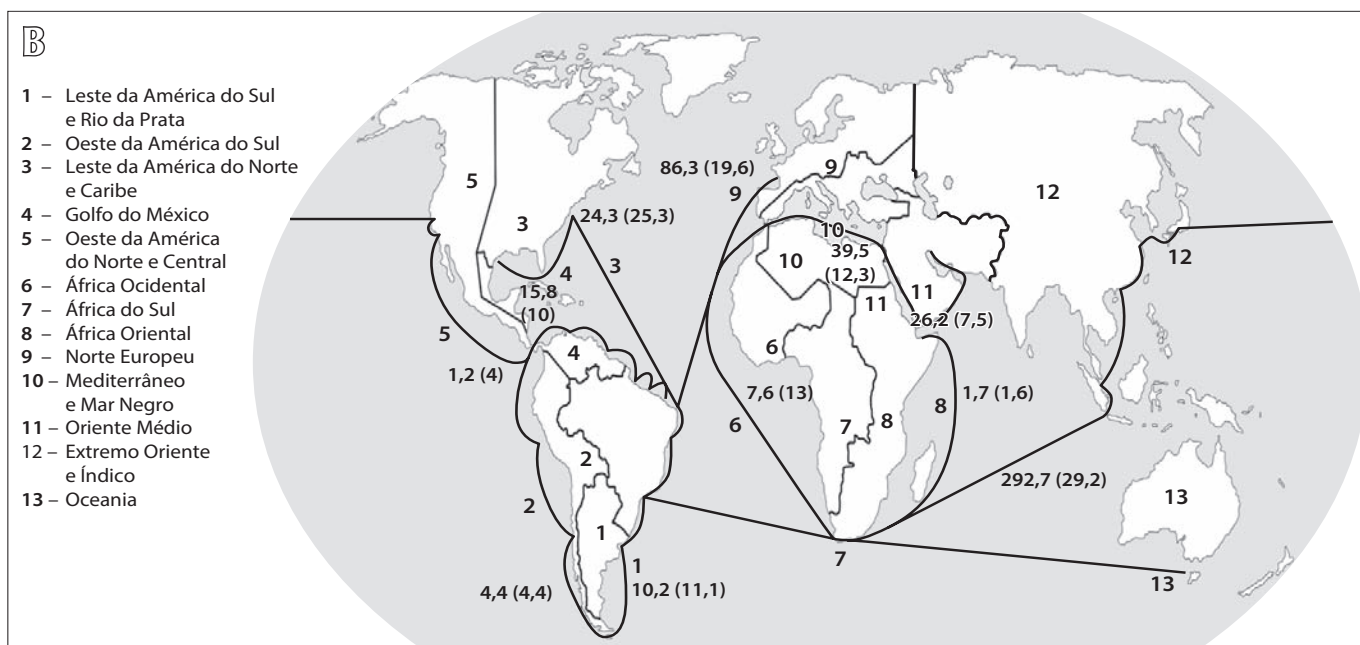 B
1 – Leste da América do Sul
e Rio da Prata
2 – Oeste da América do Sul
3 – Leste da América do Norte
e Caribe
4 – Golfo do México
5 – Oeste da América
do Norte e Central
6 – África Ocidental
7 – África do Sul
8 – África Oriental
9 – Norte Europeu
10 – Mediterrâneo
e Mar Negro
11 – Oriente Médio
12 – Extremo Oriente
e Índico
13 – Oceania
5
3
24,3 (25,3)
4
3
15,8
(10)
5
1,2 (4)
4
1
2
2
1
1
4,4 (4,4)
10,2 (11,1)
86,3 (19,6)
9
9
10
39,5
(12,3)
10
11
11
26,2 (7,5)
12
12
6
7,6 (13)
6
7
8
8
1,7 (1,6)
292,7 (29,2)
13
7
13